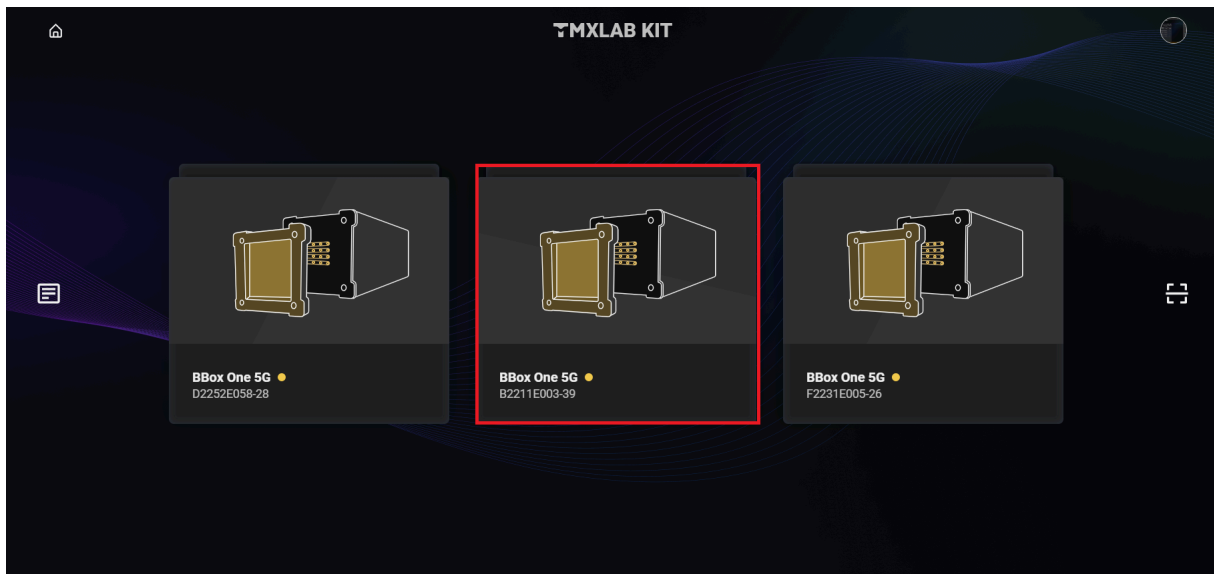 TMXLAB KIT
BBox One 5G
D2252E058-28
BBox One 5G
B2211E003-39
BBox One 5G
F2231E005-26